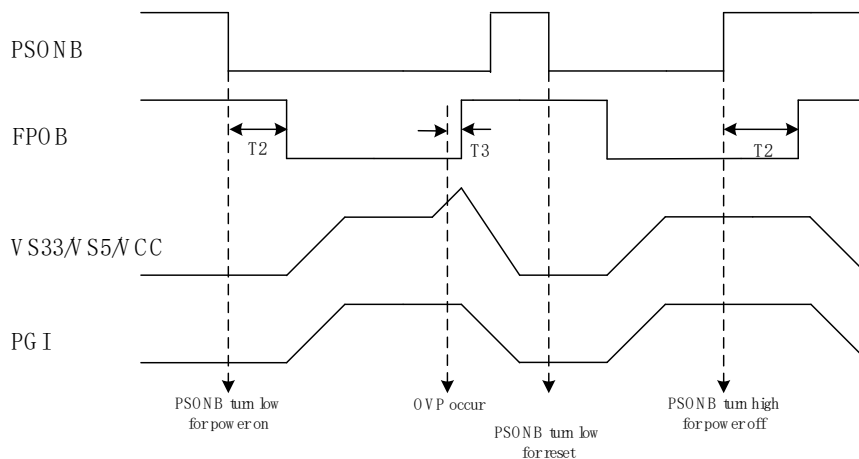 PSONB
FPOB
T2
T3
T2
VS33/VS5/VCC
PGI
PSONB turn low
for power on
OVP occur
PSONB turn low
for reset
PSONB turn high
for power off